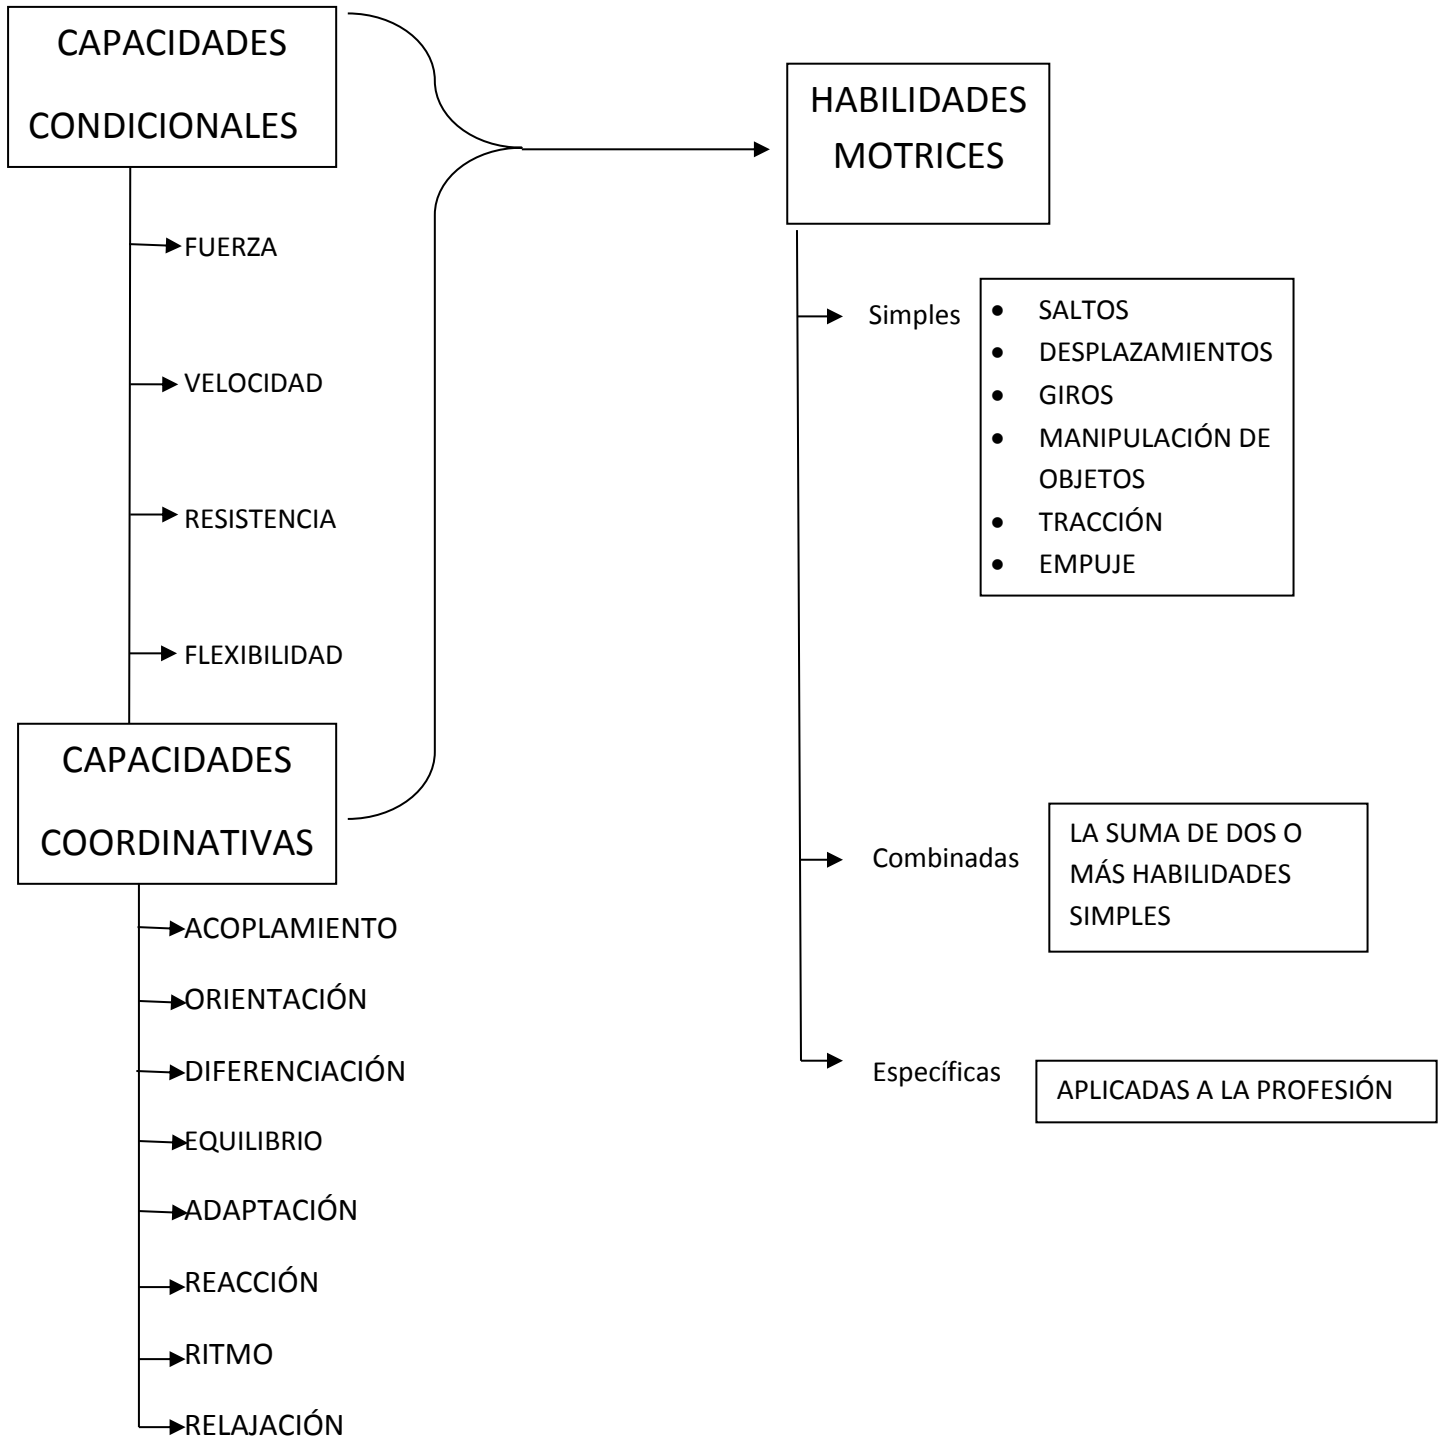 CAPACIDADES
CONDICIONALES
FUERZA
VELOCIDAD
RESISTENCIA
FLEXIBILIDAD
CAPACIDADES
COORDINATIVAS
ACOPLAMIENTO
ORIENTACIÓN
DIFERENCIACIÓN
EQUILIBRIO
ADAPTACIÓN
REACCIÓN
RITMO
RELAJACIÓN
HABILIDADES
MOTRICES
Simples
• SALTOS
• DESPLAZAMIENTOS
• GIROS
• MANIPULACIÓN DE
OBJETOS
• TRACCIÓN
• EMPUJE
Combinadas
LA SUMA DE DOS O
MÁS HABILIDADES
SIMPLES
Específicas
APLICADAS A LA PROFESIÓN